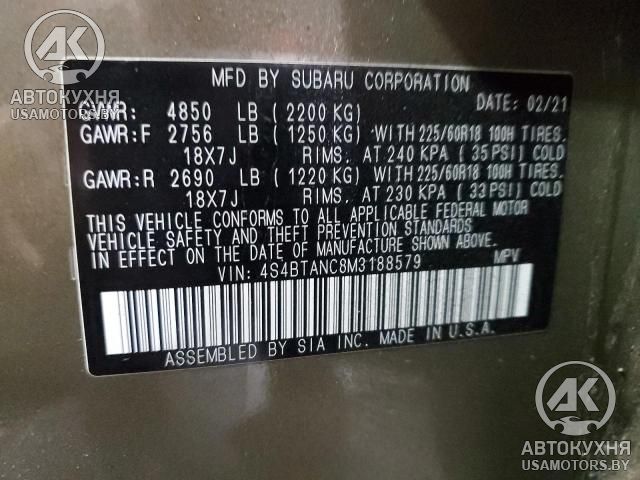 AK
АВТОКУХНЯ
USAMOTORS.BY
MFD BY SUBARU CORPORATION
DATE: 02/21
GVWR: 4850 LB ( 2200 KG)
GAWR:F 2756 LB ( 1250 KG) WITH 225/60R18 100H TIRES.
18X7J RIMS. AT 240 KPA ( 35 PSI) COLD
GAWR:R 2690 LB ( 1220 KG) WITH 225/60R18 100H TIRES.
18X7J RIMS. AT 230 KPA ( 33 PSI) COLD
THIS VEHICLE CONFORMS TO ALL APPLICABLE FEDERAL MOTOR
VEHICLE SAFETY AND THEFT PREVENTION STANDARDS
IN EFFECT ON THE DATE OF MANUFACTURE SHOWN ABOVE.
VIN: 4S4BTANC8M3188579
MPV
ASSEMBLED BY SIA INC. MADE IN U.S.A.
AK
АВТОКУХНЯ
USAMOTORS.BY